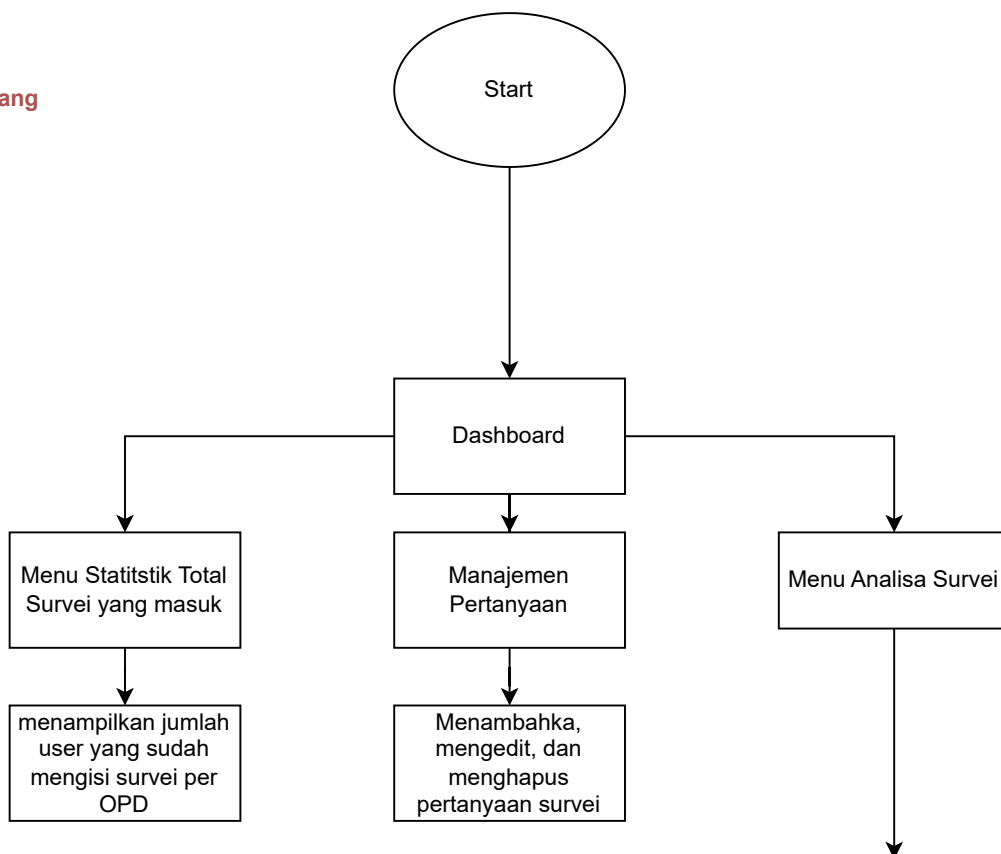 Start
ang
Dashboard
Menu Statitstik Total
Survei yang masuk
Manajemen
Pertanyaan
Menu Analisa Survei
menampilkan jumlah
user yang sudah
mengisi survei per
OPD
Menambahka,
mengedit, dan
menghapus
pertanyaan survei